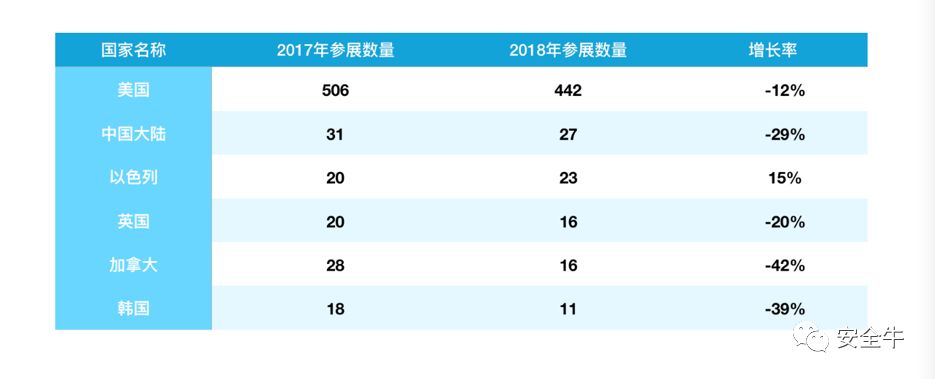 国家名称 2017年参展数量 2018年参展数量 增长率
美国 506 442 -12%
中国大陆 31 27 -29%
以色列 20 23 15%
英国 20 16 -20%
加拿大 28 16 -42%
韩国 18 11 -39%
安全牛